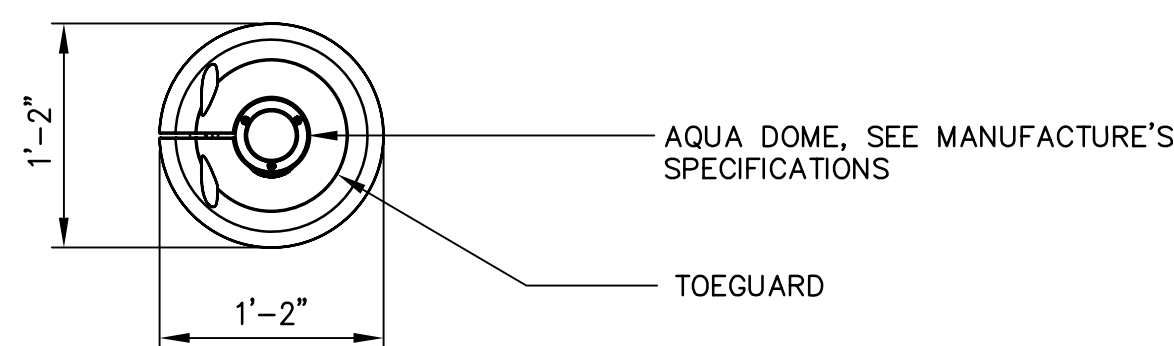 1'-2"
AQUA DOME, SEE MANUFACTURE'S
SPECIFICATIONS
TOEGUARD
1'-2"